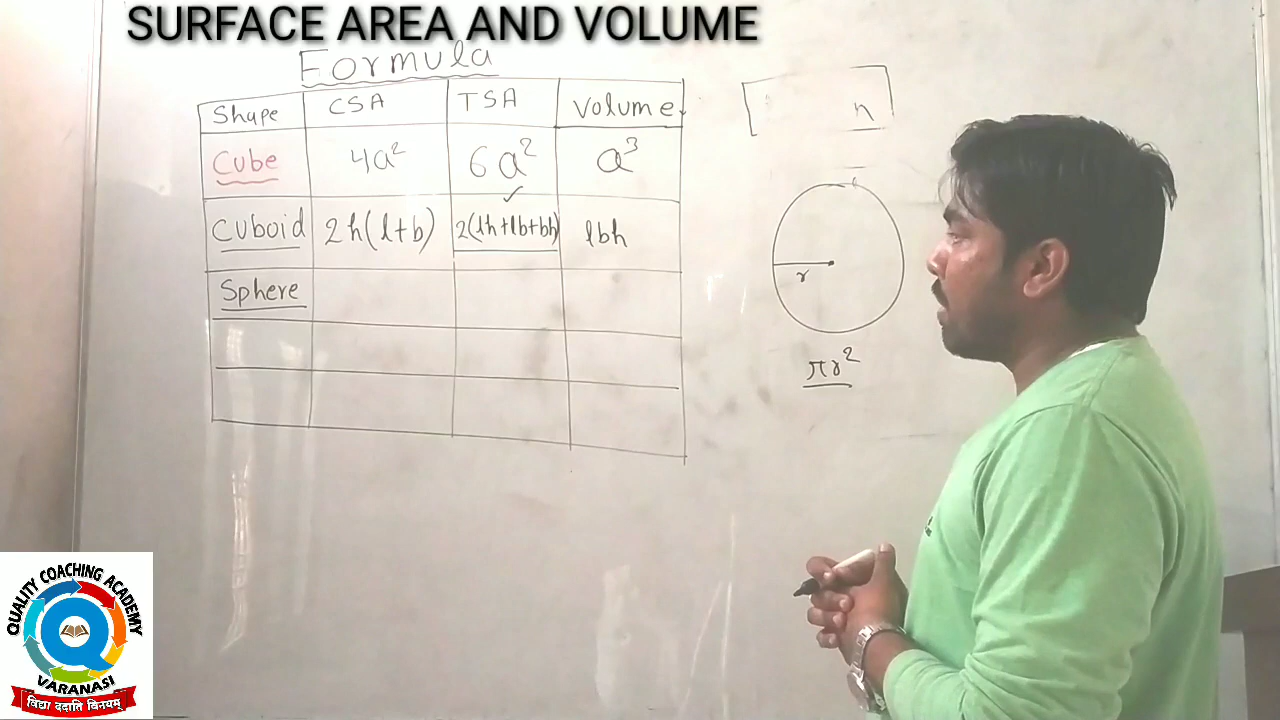 SURFACE AREA AND VOLUME
Formula
Shape CSA TSA Volume
Cube 4a² 6a² a³
Cuboid 2h(l+b) 2(lh+lb+bh) lbh
Sphere
r
πr²
QUALITY COACHING ACADEMY
Q
VARANASI
विद्या ददाति विनयम्